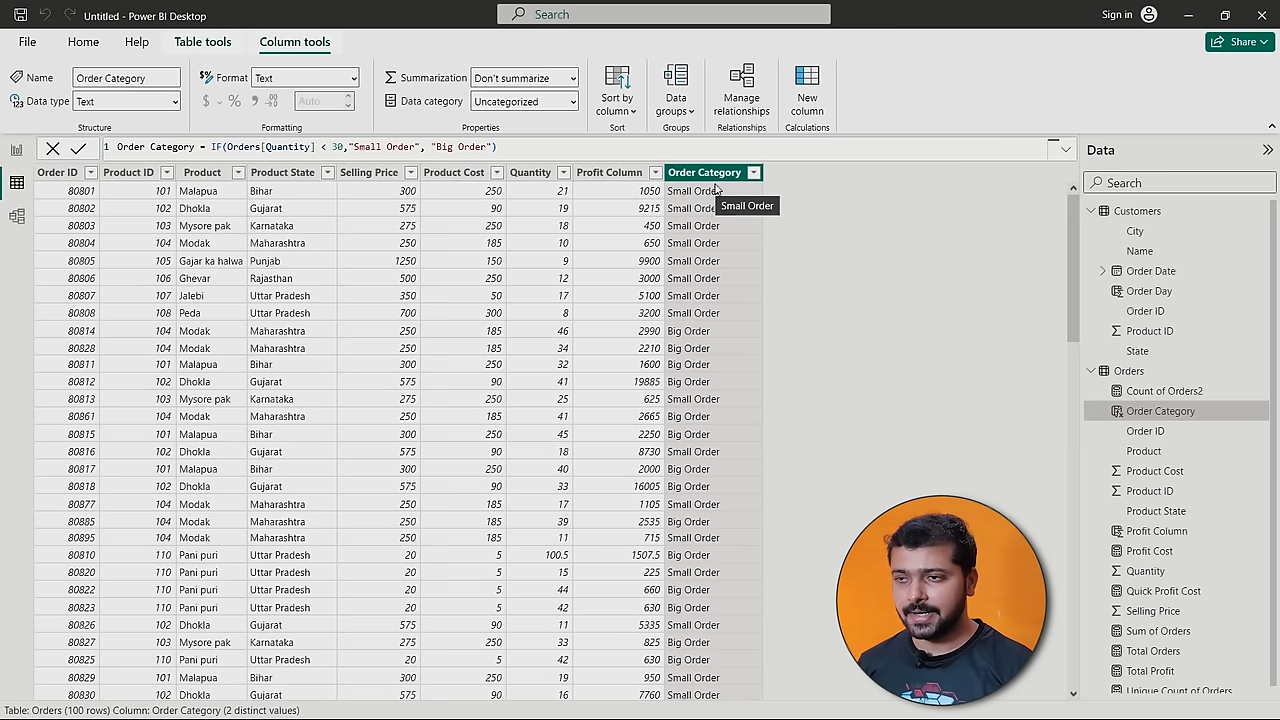 Untitled - Power BI Desktop
Search
Sign in
File Home Help Table tools Column tools
Share
Name Order Category
Data type Text
Structure
Format Text
$ % Auto
Formatting
Summarization Don't summarize
Data category Uncategorized
Properties
Sort by column
Sort
Data groups
Groups
Manage relationships
Relationships
New column
Calculations
1 Order Category = IF(Orders[Quantity] < 30,"Small Order", "Big Order")
Order ID Product ID Product Product State Selling Price Product Cost Quantity Profit Column Order Category
80801 101 Malapua Bihar 300 250 21 1050 Small Order
80802 102 Dhokla Gujarat 575 90 19 9215 Small Order
80803 103 Mysore pak Karnataka 275 250 18 450 Small Order
80804 104 Modak Maharashtra 250 185 10 650 Small Order
80805 105 Gajar ka halwa Punjab 1250 150 9 9900 Small Order
80806 106 Ghevar Rajasthan 500 250 12 3000 Small Order
80807 107 Jalebi Uttar Pradesh 350 50 17 5100 Small Order
80808 108 Peda Uttar Pradesh 700 300 8 3200 Small Order
80814 104 Modak Maharashtra 250 185 46 2990 Big Order
80828 104 Modak Maharashtra 250 185 34 2210 Big Order
80811 101 Malapua Bihar 300 250 32 1600 Big Order
80812 102 Dhokla Gujarat 575 90 41 19885 Big Order
80813 103 Mysore pak Karnataka 275 250 25 625 Small Order
80861 104 Modak Maharashtra 250 185 41 2665 Big Order
80815 101 Malapua Bihar 300 250 45 2250 Big Order
80816 102 Dhokla Gujarat 575 90 18 8730 Small Order
80817 101 Malapua Bihar 300 250 40 2000 Big Order
80818 102 Dhokla Gujarat 575 90 33 16005 Big Order
80877 104 Modak Maharashtra 250 185 17 1105 Small Order
80885 104 Modak Maharashtra 250 185 39 2535 Big Order
80895 104 Modak Maharashtra 250 185 11 715 Small Order
80810 110 Pani puri Uttar Pradesh 20 5 100.5 1507.5 Big Order
80820 110 Pani puri Uttar Pradesh 20 5 15 225 Small Order
80822 110 Pani puri Uttar Pradesh 20 5 44 660 Big Order
80823 110 Pani puri Uttar Pradesh 20 5 42 630 Big Order
80826 102 Dhokla Gujarat 575 90 11 5335 Small Order
80827 103 Mysore pak Karnataka 275 250 33 825 Big Order
80825 110 Pani puri Uttar Pradesh 20 5 42 630 Big Order
80829 101 Malapua Bihar 300 250 19 950 Small Order
80830 102 Dhokla Gujarat 575 90 16 7760 Small Order
Small Order
Data
Search
Customers
City
Name
Order Date
Order Day
Order ID
Product ID
State
Orders
Count of Orders2
Order Category
Order ID
Product
Product Cost
Product ID
Product State
Profit Column
Profit Cost
Quantity
Quick Profit Cost
Selling Price
Sum of Orders
Total Orders
Total Profit
Unique Count of Orders
Table: Orders (100 rows) Column: Order Category (2 distinct values)